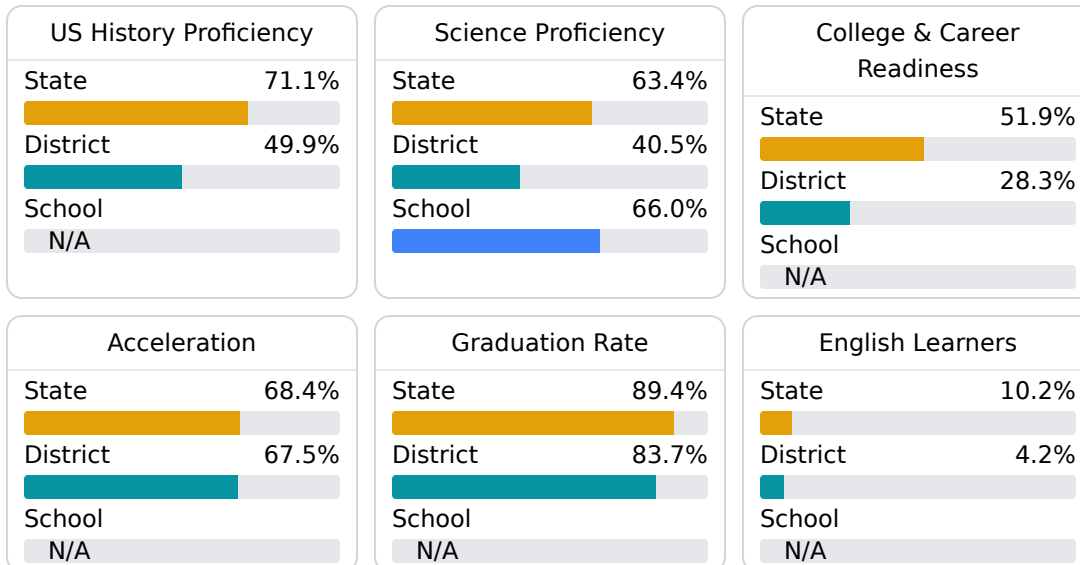 US History Proficiency
State 71.1%
District 49.9%
School
N/A
Science Proficiency
State 63.4%
District 40.5%
School 66.0%
College & Career
Readiness
State 51.9%
District 28.3%
School
N/A
Acceleration
State 68.4%
District 67.5%
School
N/A
Graduation Rate
State 89.4%
District 83.7%
School
N/A
English Learners
State 10.2%
District 4.2%
School
N/A